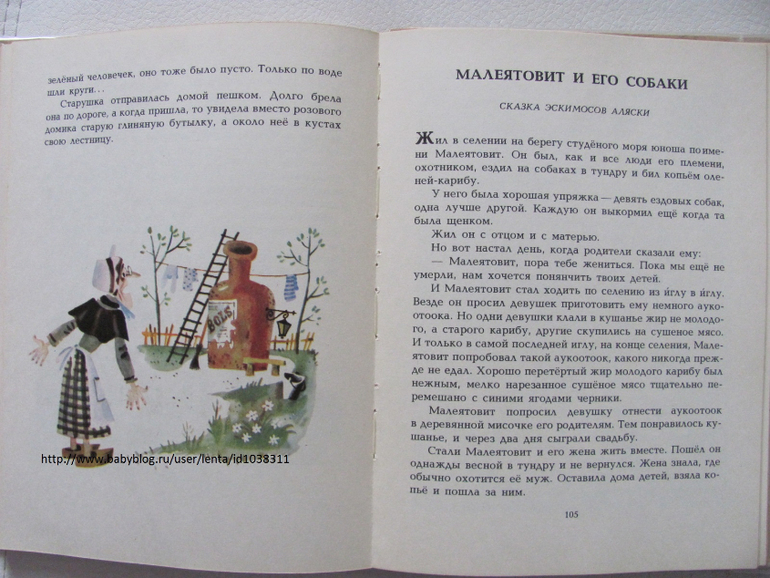 зелёный человечек, оно тоже было пусто. Только по воде
шли круги...
Старушка отправилась домой пешком. Долго брела
она по дороге, а когда пришла, то увидела вместо розового
домика старую глиняную бутылку, а около неё в кустах
свою лестницу.
BOLS
http://www.babyblog.ru/user/lenta/id1038311
МАЛЕЯТОВИТ И ЕГО СОБАКИ
СКАЗКА ЭСКИМОСОВ АЛЯСКИ
Жил в селении на берегу студёного моря юноша по име-
ни Малеятовит. Он был, как и все люди его племени,
охотником, ездил на собаках в тундру и бил копьём оле-
ней-карибу.
У него была хорошая упряжка — девять ездовых собак,
одна лучше другой. Каждую он выкормил ещё когда та
была щенком.
Жил он с отцом и с матерью.
Но вот настал день, когда родители сказали ему:
— Малеятовит, пора тебе жениться. Пока мы ещё не
умерли, нам хочется понянчить твоих детей.
И Малеятовит стал ходить по селению из и́глу в и́глу.
Везде он просил девушек приготовить ему немного ауко-
отоока. Но одни девушки клали в кушанье жир не молодо-
го, а старого карибу, другие скупились на сушеное мясо.
И только в самой последней иглу, на конце селения, Мале-
ятовит попробовал такой аукоотоок, какого никогда преж-
де не едал. Хорошо перетёртый жир молодого карибу был
нежным, мелко нарезанное сушёное мясо тщательно пе-
ремешано с синими ягодами черники.
Малеятовит попросил девушку отнести аукоотоок
в деревянной мисочке его родителям. Тем понравилось ку-
шанье, и через два дня сыграли свадьбу.
Стали Малеятовит и его жена жить вместе. Пошёл он
однажды весной в тундру и не вернулся. Жена знала, где
обычно охотится её муж. Оставила дома детей, взяла ко-
пьё и пошла за ним.
105